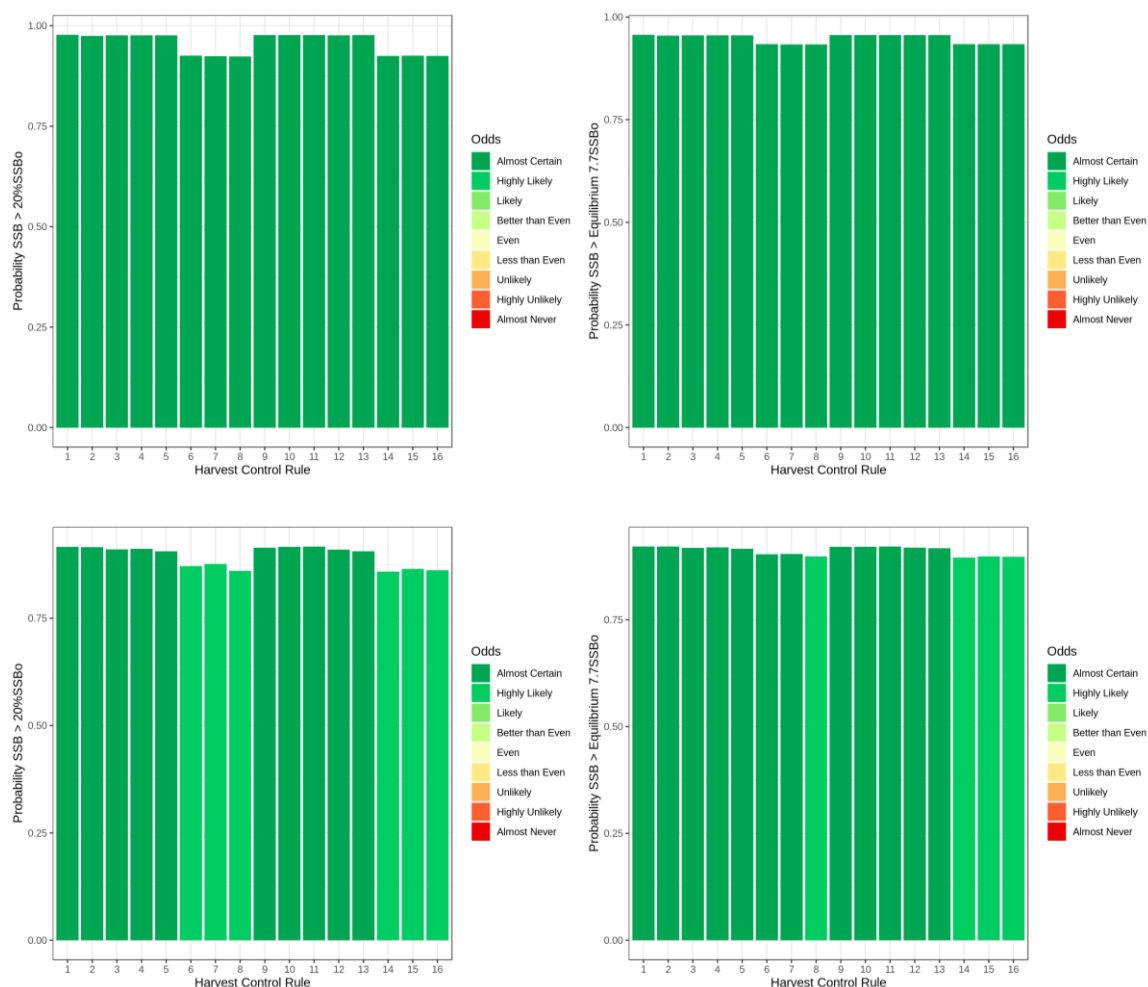 Probability SSB > 20%SSBo
1.00
0.75
0.50
0.25
0.00
1 2 3 4 5 6 7 8 9 10 11 12 13 14 15 16
Harvest Control Rule
Odds
Almost Certain
Highly Likely
Likely
Better than Even
Even
Less than Even
Unlikely
Highly Unlikely
Almost Never
Probability SSB > Equilibrium 7.7SSBo
1.00
0.75
0.50
0.25
0.00
1 2 3 4 5 6 7 8 9 10 11 12 13 14 15 16
Harvest Control Rule
Odds
Almost Certain
Highly Likely
Likely
Better than Even
Even
Less than Even
Unlikely
Highly Unlikely
Almost Never
Probability SSB > 20%SSBo
0.75
0.50
0.25
0.00
1 2 3 4 5 6 7 8 9 10 11 12 13 14 15 16
Harvest Control Rule
Odds
Almost Certain
Highly Likely
Likely
Better than Even
Even
Less than Even
Unlikely
Highly Unlikely
Almost Never
Probability SSB > Equilibrium 7.7SSBo
0.75
0.50
0.25
0.00
1 2 3 4 5 6 7 8 9 10 11 12 13 14 15 16
Harvest Control Rule
Odds
Almost Certain
Highly Likely
Likely
Better than Even
Even
Less than Even
Unlikely
Highly Unlikely
Almost Never